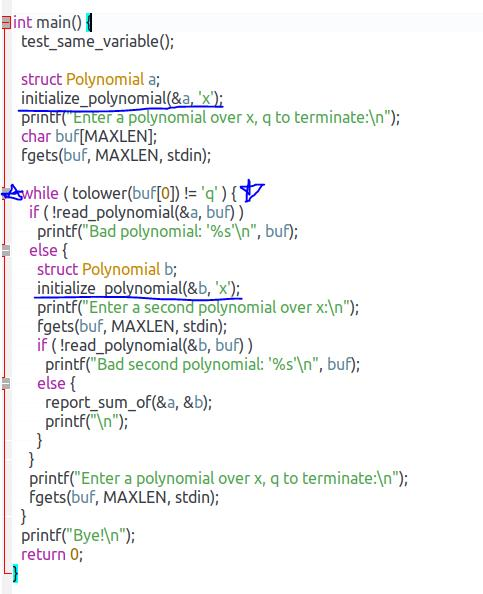 int main() {
test_same_variable();
struct Polynomial a;
initialize_polynomial(&a, 'x');
printf("Enter a polynomial over x, q to terminate:\n");
char buf[MAXLEN];
fgets(buf, MAXLEN, stdin);
while ( tolower(buf[0]) != 'q' ) {
if ( !read_polynomial(&a, buf) )
printf("Bad polynomial: '%s'\n", buf);
else {
struct Polynomial b;
initialize_polynomial(&b, 'x');
printf("Enter a second polynomial over x:\n");
fgets(buf, MAXLEN, stdin);
if ( !read_polynomial(&b, buf) )
printf("Bad second polynomial: '%s'\n", buf);
else {
report_sum_of(&a, &b);
printf("\n");
}
}
printf("Enter a polynomial over x, q to terminate:\n");
fgets(buf, MAXLEN, stdin);
}
printf("Bye!\n");
return 0;
}